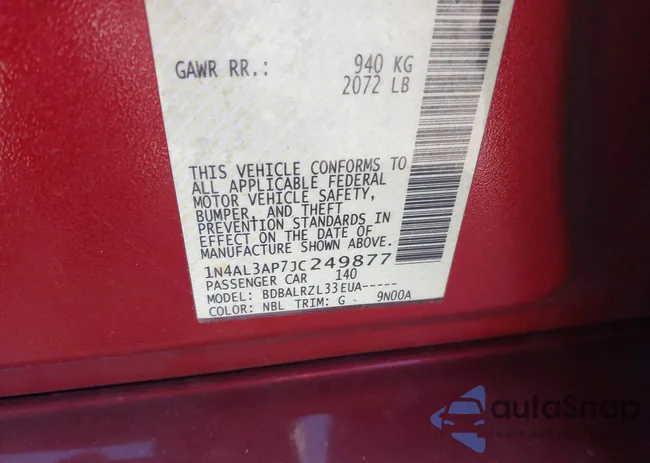 GAWR RR.: 940 KG
2072 LB
THIS VEHICLE CONFORMS TO
ALL APPLICABLE FEDERAL
MOTOR VEHICLE SAFETY,
BUMPER, AND THEFT
PREVENTION STANDARDS IN
EFFECT ON THE DATE OF
MANUFACTURE SHOWN ABOVE.
1N4AL3AP7JC249877
PASSENGER CAR 140
MODEL: BDBALRZL33EUA-----
COLOR: NBL TRIM: G 9N00A
autoSnap